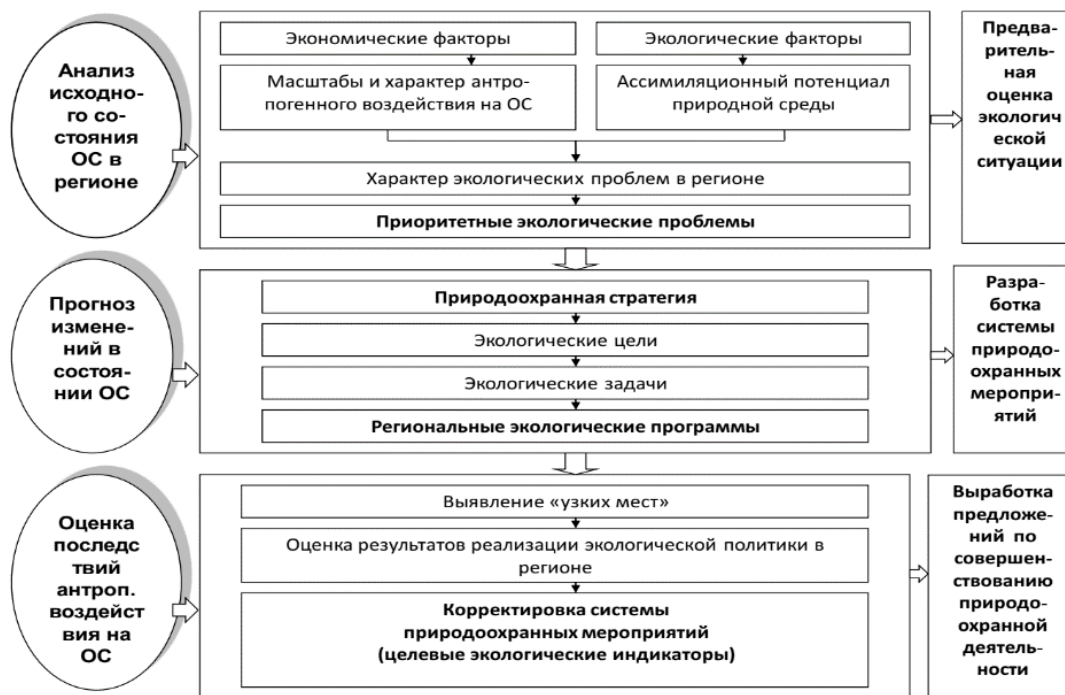 Анализ
исходно-
го со-
стояния
ОС в
регионе
Экономические факторы
Экологические факторы
Масштабы и характер антро-
погенного воздействия на ОС
Ассимиляционный потенциал
природной среды
Характер экологических проблем в регионе
Приоритетные экологические проблемы
Предва-
ритель-
ная
оценка
экологич
еской
ситуации
Прогноз
измене-
ний в
состоя-
нии ОС
Природоохранная стратегия
Экологические цели
Экологические задачи
Региональные экологические программы
Разра-
ботка
системы
природо-
охранных
меропри-
ятий
Оценка
последс
твий
антроп.
воздейст
вия на
ОС
Выявление «узких мест»
Оценка результатов реализации экологической политики в
регионе
Корректировка системы
природоохранных мероприятий
(целевые экологические индикаторы)
Выработка
предложе-
ний по
совершен-
ствованию
природо-
охранной
деятель-
ности